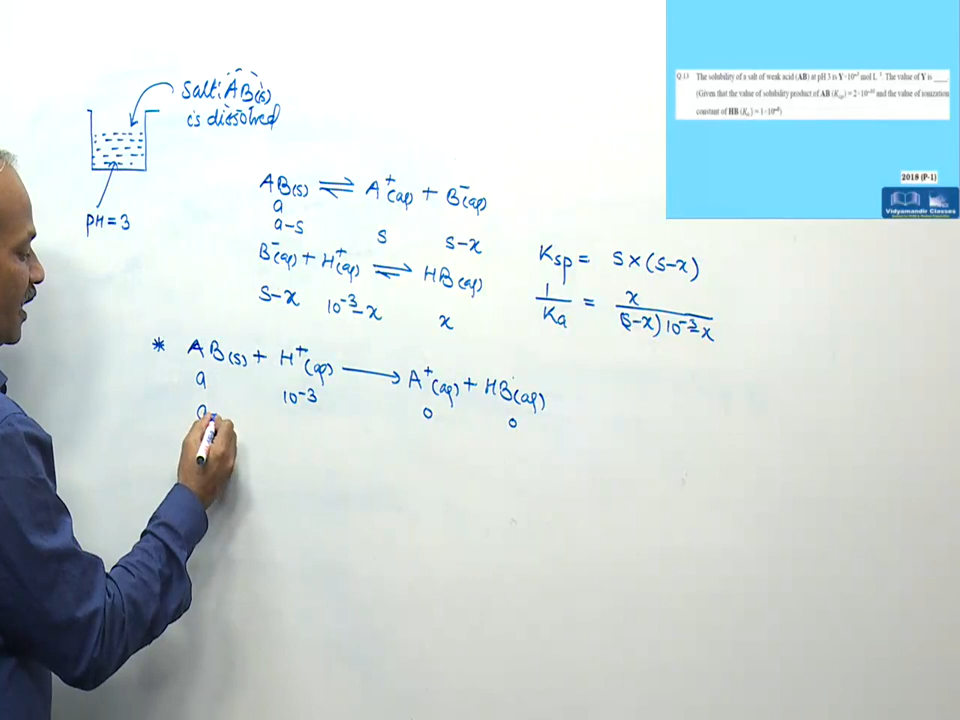 Salt: AB(s)
is dissolved
pH = 3
AB(s) ⇌ A⁺(aq) + B⁻(aq)
a
a-s s s-x
B⁻(aq) + H⁺(aq) ⇌ HB(aq)
s-x 10⁻³-x x
Ksp = s×(s-x)
1/Ka = x/(s-x)10⁻³-x
* AB(s) + H⁺(aq) ⟶ A⁺(aq) + HB(aq)
a 10⁻³ 0 0
a
Q.13 The solubility of a salt of weak acid (AB) at pH 3 is Y×10⁻³ mol L⁻¹. The value of Y is ____.
(Given that the value of solubility product of AB (Ksp) = 2×10⁻¹⁰ and the value of ionization
constant of HB (Ka) = 1×10⁻⁸)
2018 (P-1)
Vidyamandir Classes